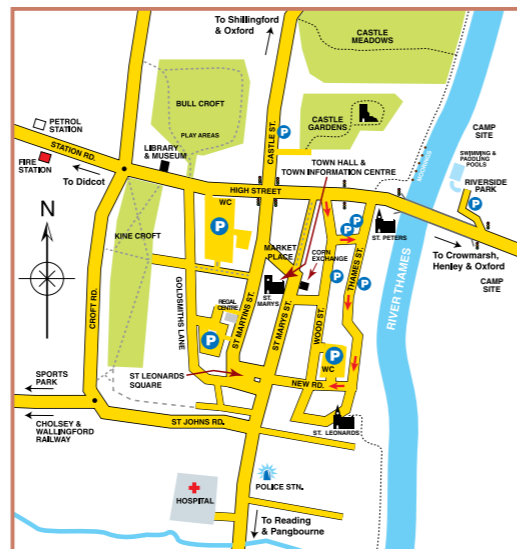 To Shillingford
& Oxford
CASTLE
MEADOWS
BULL CROFT
PLAY AREAS
CASTLE ST.
P
CASTLE
GARDENS
PETROL
STATION
STATION RD.
FIRE
STATION
To Didcot
LIBRARY
& MUSEUM
TOWN HALL &
TOWN INFORMATION CENTRE
MOORINGS
CAMP
SITE
SWIMMING &
PADDLING
POOLS
RIVERSIDE
PARK
P
HIGH STREET
WC
P
N
KINE CROFT
MARKET
PLACE
CORN
EXCHANGE
P
P
ST. PETERS
THAMES ST.
To Crowmarsh,
Henley & Oxford
CAMP
SITE
P
P
CROFT RD.
GOLDSMITHS LANE
REGAL
CENTRE
ST.
MARYS
ST MARTINS ST.
ST MARYS ST.
WOOD ST.
RIVER THAMES
P
P
WC
ST LEONARDS
SQUARE
NEW RD.
SPORTS
PARK
CHOLSEY &
WALLINGFORD
RAILWAY
ST JOHNS RD.
ST. LEONARDS
POLICE STN.
HOSPITAL
To Reading
& Pangbourne